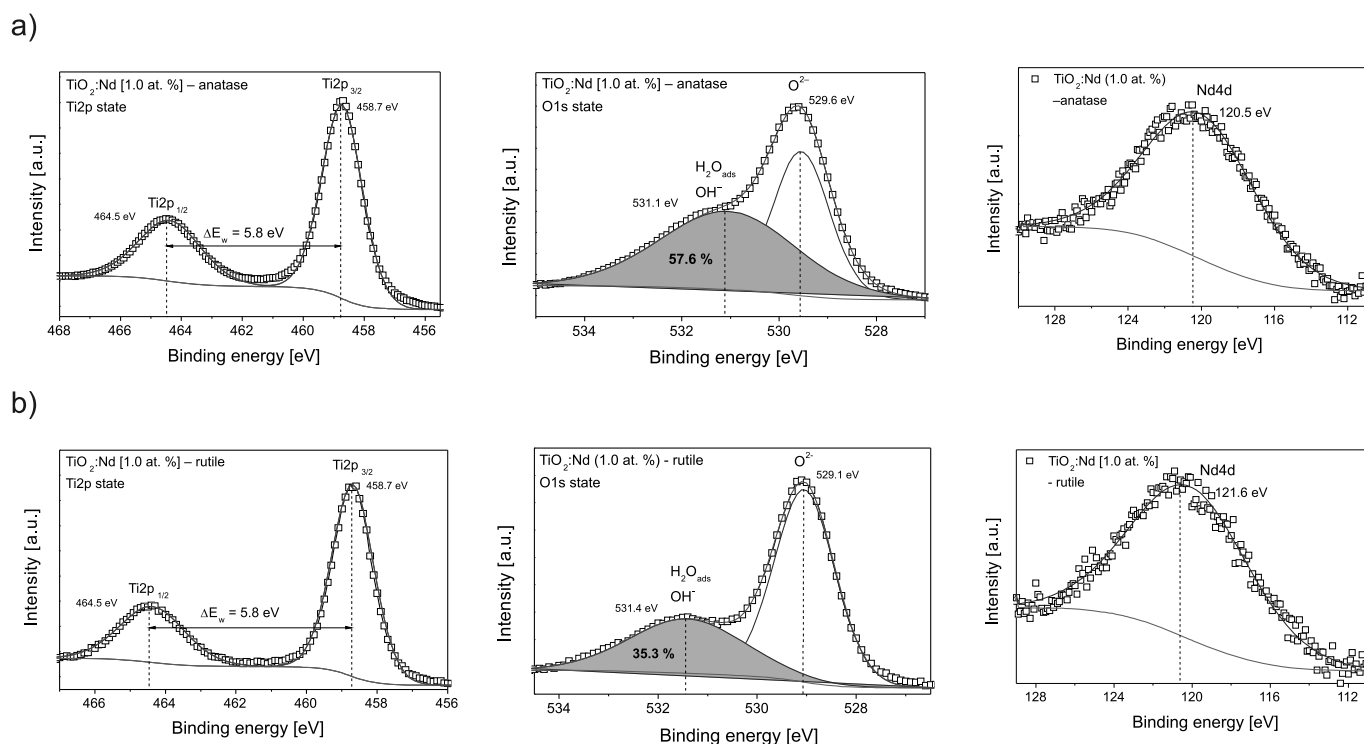 a)
TiO2:Nd [1.0 at. %] – anatase
Ti2p state
Ti2p3/2
458.7 eV
Ti2p1/2
464.5 eV
ΔEw = 5.8 eV
Intensity [a.u.]
468 466 464 462 460 458 456
Binding energy [eV]
TiO2:Nd [1.0 at. %] – anatase
O1s state
O2–
529.6 eV
H2Oads
OH–
531.1 eV
57.6 %
Intensity [a.u.]
534 532 530 528
Binding energy [eV]
TiO2:Nd (1.0 at. %)
–anatase
Nd4d
120.5 eV
Intensity [a.u.]
128 124 120 116 112
Binding energy [eV]
b)
TiO2:Nd [1.0 at. %] – rutile
Ti2p state
Ti2p3/2
458.7 eV
Ti2p1/2
464.5 eV
ΔEw = 5.8 eV
Intensity [a.u.]
466 464 462 460 458 456
Binding energy [eV]
TiO2:Nd (1.0 at. %) - rutile
O1s state
O2-
529.1 eV
H2Oads
OH-
531.4 eV
35.3 %
Intensity [a.u.]
534 532 530 528
Binding energy [eV]
TiO2:Nd [1.0 at. %]
- rutile
Nd4d
121.6 eV
Intensity [a.u.]
128 124 120 116 112
Binding energy [eV]